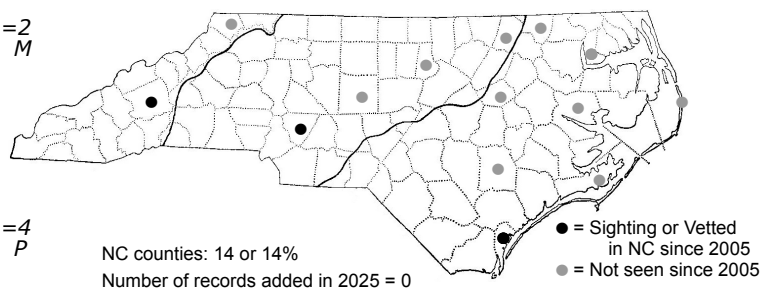 =2
M
=4
P
NC counties: 14 or 14%
Number of records added in 2025 = 0
● = Sighting or Vetted
in NC since 2005
● = Not seen since 2005